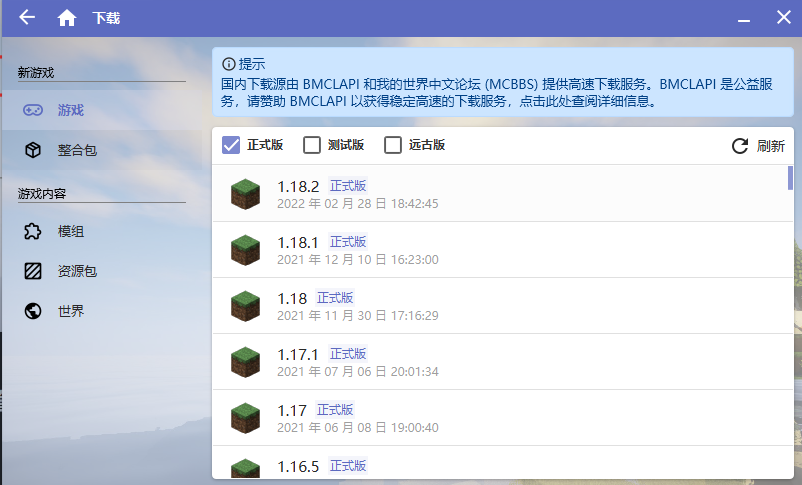 下载
新游戏
游戏
整合包
游戏内容
模组
资源包
世界
提示
国内下载源由 BMCLAPI 和我的世界中文论坛 (MCBBS) 提供高速下载服务。BMCLAPI 是公益服
务，请赞助 BMCLAPI 以获得稳定高速的下载服务，点击此处查阅详细信息。
正式版 测试版 远古版 刷新
1.18.2 正式版
2022 年 02 月 28 日 18:42:45
1.18.1 正式版
2021 年 12 月 10 日 16:23:00
1.18 正式版
2021 年 11 月 30 日 17:16:29
1.17.1 正式版
2021 年 07 月 06 日 20:01:34
1.17 正式版
2021 年 06 月 08 日 19:00:40
1.16.5 正式版